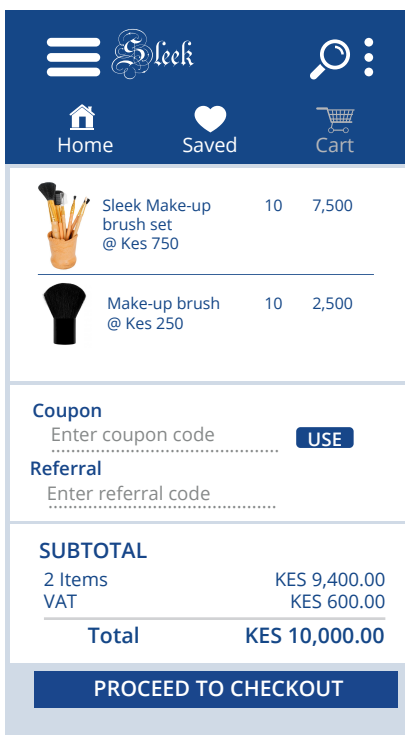 Sleek
Home Saved Cart
Sleek Make-up 10 7,500
brush set
@ Kes 750
Make-up brush 10 2,500
@ Kes 250
Coupon
Enter coupon code USE
Referral
Enter referral code
SUBTOTAL
2 Items KES 9,400.00
VAT KES 600.00
Total KES 10,000.00
PROCEED TO CHECKOUT